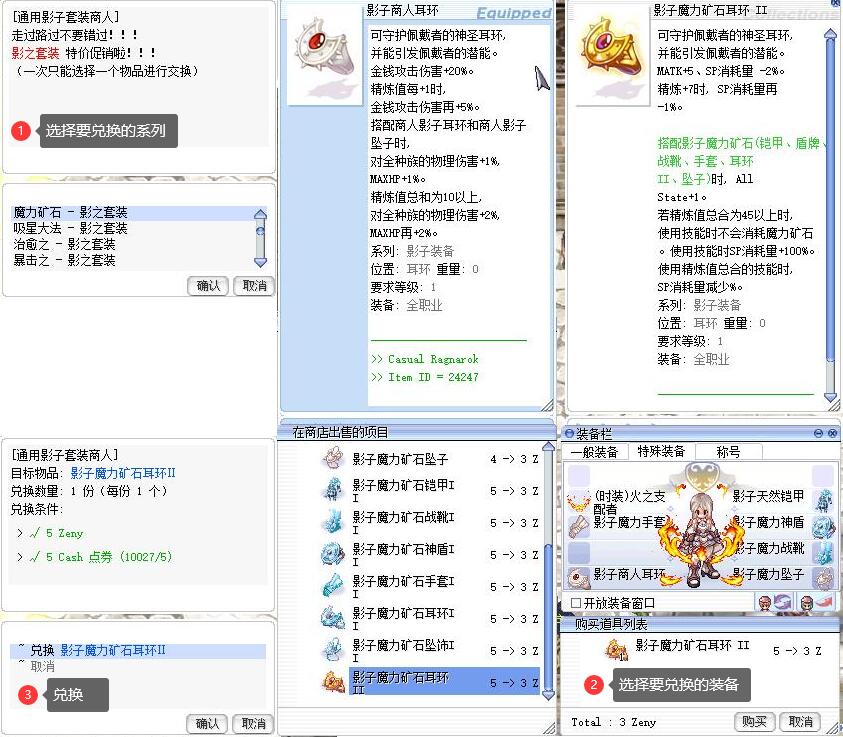 [通用影子套装商人]
走过路过不要错过!!!
影之套装 特价促销啦!!!
(一次只能选择一个物品进行交换)
1 选择要兑换的系列
魔力矿石 - 影之套装
吸星大法 - 影之套装
治愈之 - 影之套装
暴击之 - 影之套装
确认 取消
影子商人耳环
Equipped
可守护佩戴者的神圣耳环,
并能引发佩戴者的潜能。
金钱攻击伤害+20%。
精炼值每+1时,
金钱攻击伤害再+5%。
搭配商人影子耳环和商人影子
坠子时,
对全种族的物理伤害+1%,
MAXHP+1%。
精炼值总和为10以上,
对全种族的物理伤害+2%,
MAXHP再+2%。
系列: 影子装备
位置: 耳环 重量: 0
要求等级: 1
装备: 全职业
>> Casual Ragnarok
>> Item ID = 24247
影子魔力矿石耳环 II
Collections
可守护佩戴者的神圣耳环,
并能引发佩戴者的潜能。
MATK+5、SP消耗量 -2%。
精炼+7时, SP消耗量再
-1%。
搭配影子魔力矿石(铠甲、盾牌、
战靴、手套、耳环
II、坠子)时, All
State+1。
若精炼值总合为45以上时,
使用技能时不会消耗魔力矿石
。使用技能时SP消耗量+100%。
使用精炼值总合的技能时,
SP消耗量减少%。
系列: 影子装备
位置: 耳环 重量: 0
要求等级: 1
装备: 全职业
[通用影子套装商人]
目标物品: 影子魔力矿石耳环II
兑换数量: 1 份(每份 1 个)
兑换条件:
> √ 5 Zeny
> √ 5 Cash 点券 (10027/5)
~ 兑换 影子魔力矿石耳环II
~ 取消
3 兑换
确认 取消
在商店出售的项目
影子魔力矿石坠子 4 -> 3 Z
影子魔力矿石铠甲I
I 5 -> 3 Z
影子魔力矿石战靴I
I 5 -> 3 Z
影子魔力矿石神盾I
I 5 -> 3 Z
影子魔力矿石手套I
I 5 -> 3 Z
影子魔力矿石耳环I
I 5 -> 3 Z
影子魔力矿石坠饰I
I 5 -> 3 Z
影子魔力矿石耳环
II 5 -> 3 Z
装备栏
一般装备 特殊装备 称号
(时装)火之支
配者
影子天然铠甲
影子魔力手套
影子魔力神盾
影子魔力战靴
影子商人耳环
影子魔力坠子
开放装备窗口
购买道具列表
影子魔力矿石耳环 II 5 -> 3 Z
2 选择要兑换的装备
Total : 3 Zeny
购买 取消